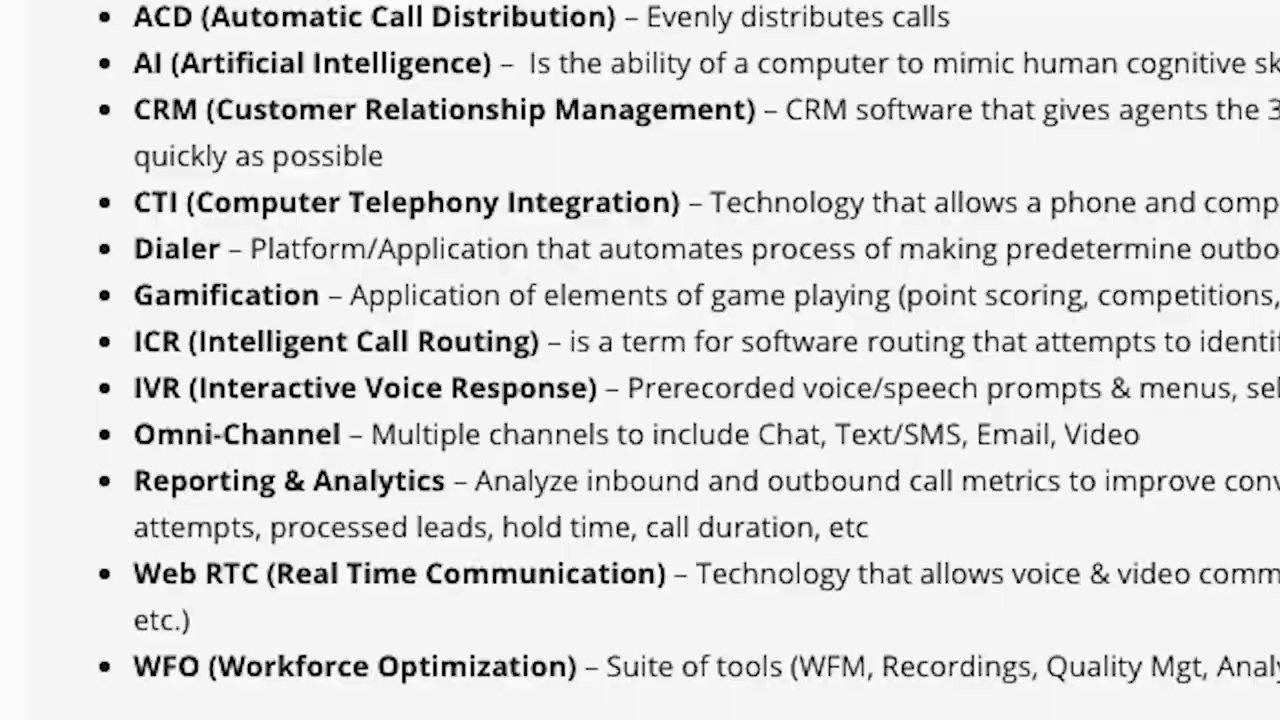 • ACD (Automatic Call Distribution) – Evenly distributes calls
• AI (Artificial Intelligence) – Is the ability of a computer to mimic human cognitive sk
• CRM (Customer Relationship Management) – CRM software that gives agents the 3
quickly as possible
• CTI (Computer Telephony Integration) – Technology that allows a phone and comp
• Dialer – Platform/Application that automates process of making predetermine outbo
• Gamification – Application of elements of game playing (point scoring, competitions,
• ICR (Intelligent Call Routing) – is a term for software routing that attempts to identif
• IVR (Interactive Voice Response) – Prerecorded voice/speech prompts & menus, sel
• Omni-Channel – Multiple channels to include Chat, Text/SMS, Email, Video
• Reporting & Analytics – Analyze inbound and outbound call metrics to improve conv
attempts, processed leads, hold time, call duration, etc
• Web RTC (Real Time Communication) – Technology that allows voice & video comm
etc.)
• WFO (Workforce Optimization) – Suite of tools (WFM, Recordings, Quality Mgt, Analy